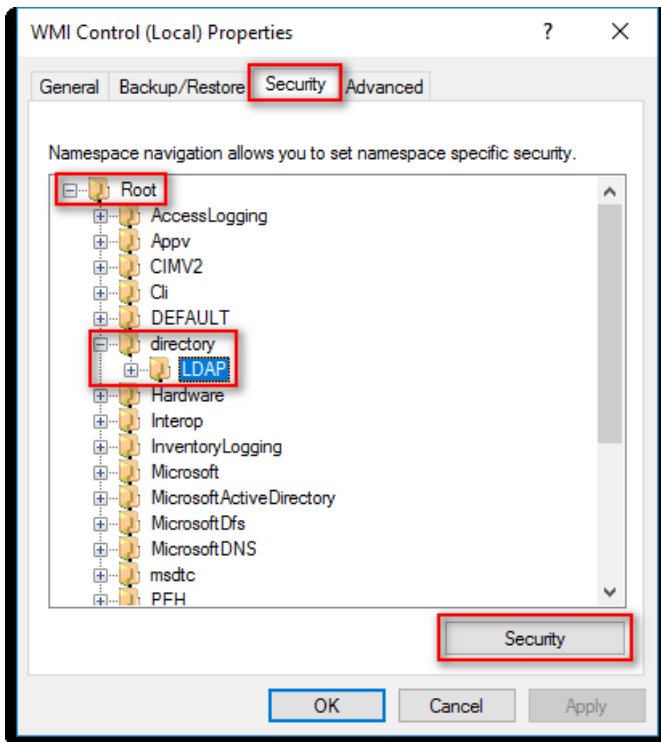 WMI Control (Local) Properties ?
General Backup/Restore Security Advanced
Namespace navigation allows you to set namespace specific security.
Root
AccessLogging
Appv
CIMV2
Cli
DEFAULT
directory
LDAP
Hardware
Interop
InventoryLogging
Microsoft
MicrosoftActiveDirectory
MicrosoftDfs
MicrosoftDNS
msdtc
PEH
Security
OK Cancel Apply